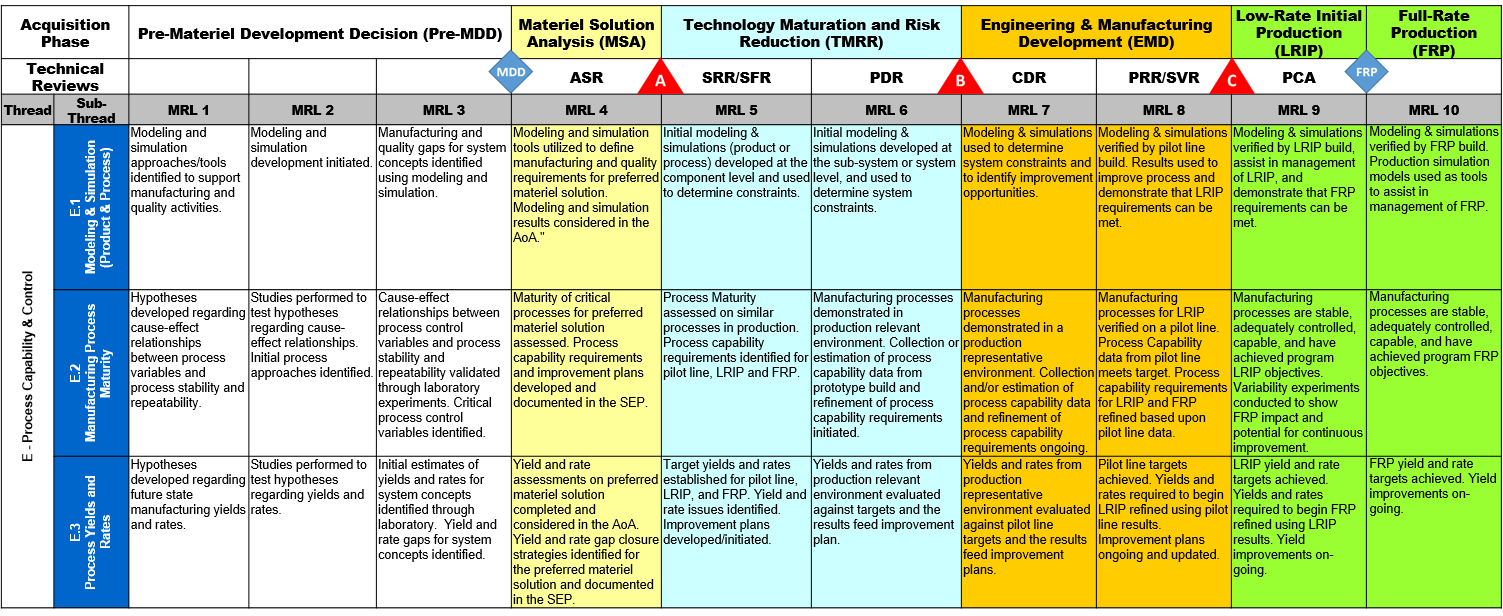 Acquisition
Phase
Pre-Materiel Development Decision (Pre-MDD)
Materiel Solution
Analysis (MSA)
Technology Maturation and Risk
Reduction (TMRR)
Engineering & Manufacturing
Development (EMD)
Low-Rate Initial
Production
(LRIP)
Full-Rate
Production
(FRP)
Technical
Reviews
MDD
ASR
A
SRR/SFR
PDR
B
CDR
PRR/SVR
C
PCA
FRP
Thread
Sub-
Thread
MRL 1
MRL 2
MRL 3
MRL 4
MRL 5
MRL 6
MRL 7
MRL 8
MRL 9
MRL 10
E - Process Capability & Control
E.1
Modeling & Simulation
(Product & Process)
Modeling and
simulation
approaches/tools
identified to support
manufacturing and
quality activities.
Modeling and
simulation
development initiated.
Manufacturing and
quality gaps for system
concepts identified
using modeling and
simulation.
Modeling and simulation
tools utilized to define
manufacturing and quality
requirements for preferred
materiel solution.
Modeling and simulation
results considered in the
AoA."
Initial modeling &
simulations (product or
process) developed at the
component level and used
to determine constraints.
Initial modeling &
simulations developed at
the sub-system or system
level, and used to
determine system
constraints.
Modeling & simulations
used to determine
system constraints and
to identify improvement
opportunities.
Modeling & simulations
verified by pilot line
build. Results used to
improve process and
demonstrate that LRIP
requirements can be
met.
Modeling & simulations
verified by LRIP build,
assist in management
of LRIP, and
demonstrate that FRP
requirements can be
met.
Modeling & simulations
verified by FRP build.
Production simulation
models used as tools
to assist in
management of FRP.
E.2
Manufacturing Process
Maturity
Hypotheses
developed regarding
cause-effect
relationships
between process
variables and
process stability and
repeatability.
Studies performed to
test hypotheses
regarding cause-
effect relationships.
Initial process
approaches identified.
Cause-effect
relationships between
process control
variables and process
stability and
repeatability validated
through laboratory
experiments. Critical
process control
variables identified.
Maturity of critical
processes for preferred
materiel solution
assessed. Process
capability requirements
and improvement plans
developed and
documented in the SEP.
Process Maturity
assessed on similar
processes in production.
Process capability
requirements identified for
pilot line, LRIP and FRP.
Manufacturing processes
demonstrated in
production relevant
environment. Collection or
estimation of process
capability data from
prototype build and
refinement of process
capability requirements
initiated.
Manufacturing
processes
demonstrated in a
production
representative
environment. Collection
and/or estimation of
process capability data
and refinement of
process capability
requirements ongoing.
Manufacturing
processes for LRIP
verified on a pilot line.
Process Capability
data from pilot line
meets target. Process
capability requirements
for LRIP and FRP
refined based upon
pilot line data.
Manufacturing
processes are stable,
adequately controlled,
capable, and have
achieved program
LRIP objectives.
Variability experiments
conducted to show
FRP impact and
potential for continuous
improvement.
Manufacturing
processes are stable,
adequately controlled,
capable, and have
achieved program FRP
objectives.
E.3
Process Yields and
Rates
Hypotheses
developed regarding
future state
manufacturing yields
and rates.
Studies performed to
test hypotheses
regarding yields and
rates.
Initial estimates of
yields and rates for
system concepts
identified through
laboratory. Yield and
rate gaps for system
concepts identified.
Yield and rate
assessments on preferred
materiel solution
completed and
considered in the AoA.
Yield and rate gap closure
strategies identified for
the preferred materiel
solution and documented
in the SEP.
Target yields and rates
established for pilot line,
LRIP, and FRP. Yield and
rate issues identified.
Improvement plans
developed/initiated.
Yields and rates from
production relevant
environment evaluated
against targets and the
results feed improvement
plan.
Yields and rates from
production
representative
environment evaluated
against pilot line
targets and the results
feed improvement
plans.
Pilot line targets
achieved. Yields and
rates required to begin
LRIP refined using pilot
line results.
Improvement plans
ongoing and updated.
LRIP yield and rate
targets achieved.
Yields and rates
required to begin FRP
refined using LRIP
results. Yield
improvements on-
going.
FRP yield and rate
targets achieved. Yield
improvements on-
going.